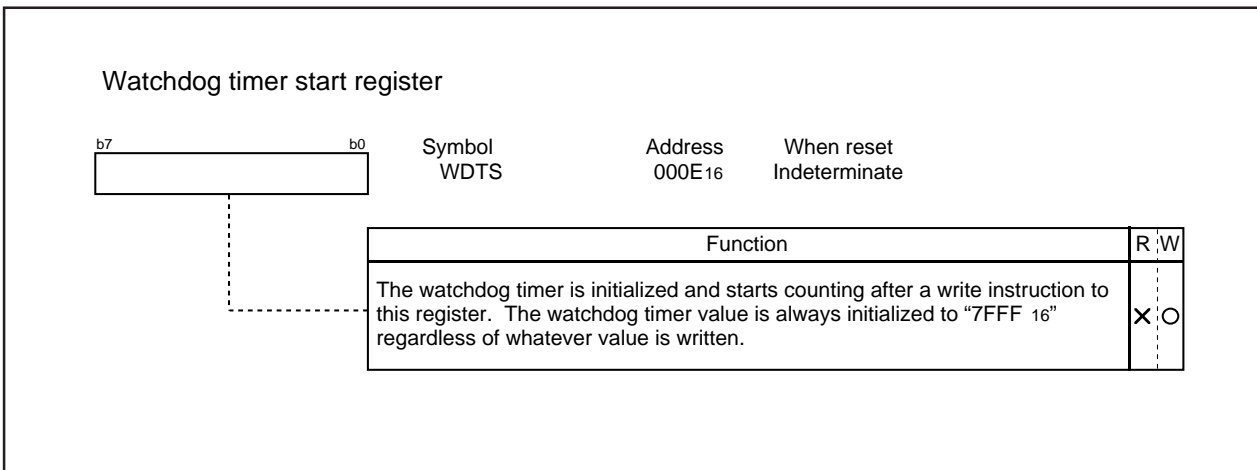 Watchdog timer start register
b7 b0 Symbol Address When reset
WDTS 000E16 Indeterminate
Function R W
The watchdog timer is initialized and starts counting after a write instruction to
this register. The watchdog timer value is always initialized to “7FFF 16”
regardless of whatever value is written.